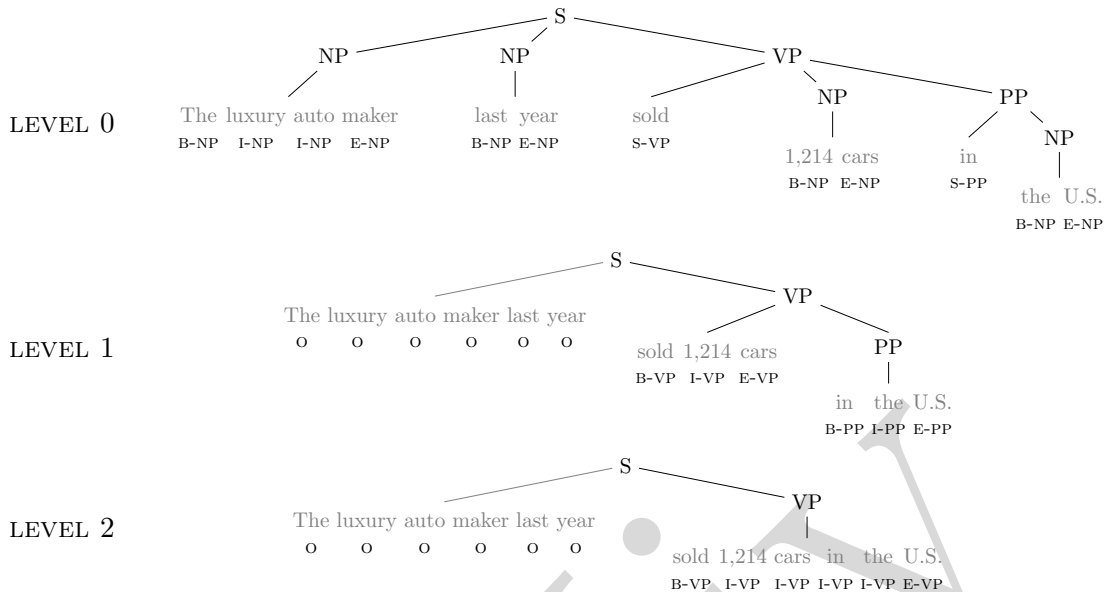 S
NP NP VP
LEVEL 0 The luxury auto maker last year sold NP PP
B-NP I-NP I-NP E-NP B-NP E-NP S-VP
1,214 cars in NP
B-NP E-NP S-PP
the U.S.
B-NP E-NP
S
VP
The luxury auto maker last year
LEVEL 1 O O O O O O
sold 1,214 cars PP
B-VP I-VP E-VP
in the U.S.
B-PP I-PP E-PP
S
VP
The luxury auto maker last year
LEVEL 2 O O O O O O
sold 1,214 cars in the U.S.
B-VP I-VP I-VP I-VP I-VP E-VP